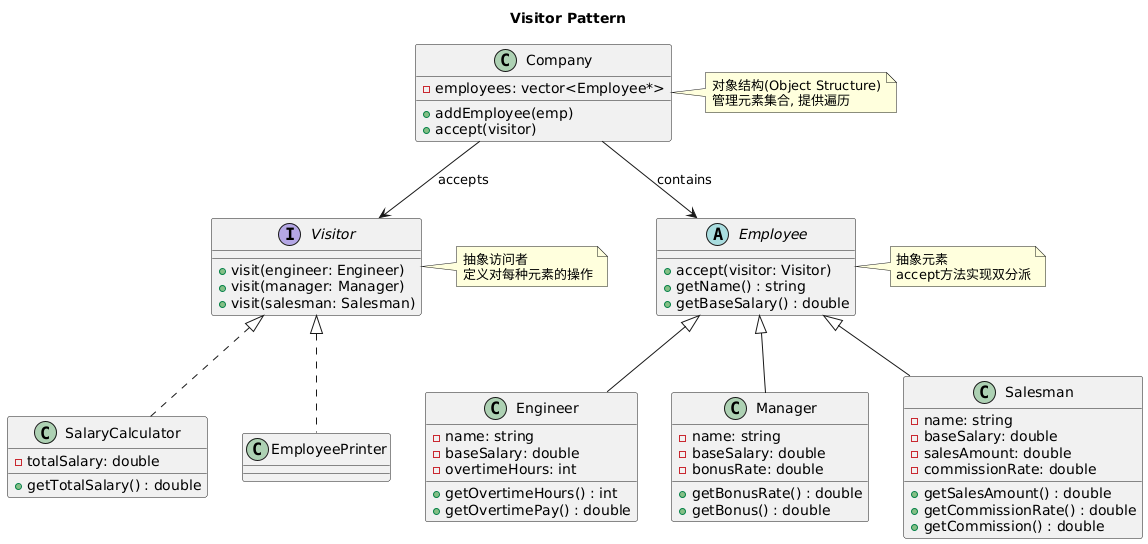 Visitor Pattern
C Company
employees: vector<Employee*>
addEmployee(emp)
accept(visitor)
对象结构(Object Structure)
管理元素集合, 提供遍历
accepts
contains
I Visitor
visit(engineer: Engineer)
visit(manager: Manager)
visit(salesman: Salesman)
抽象访问者
定义对每种元素的操作
A Employee
accept(visitor: Visitor)
getName() : string
getBaseSalary() : double
抽象元素
accept方法实现双分派
C SalaryCalculator
totalSalary: double
getTotalSalary() : double
C EmployeePrinter
C Engineer
name: string
baseSalary: double
overtimeHours: int
getOvertimeHours() : int
getOvertimePay() : double
C Manager
name: string
baseSalary: double
bonusRate: double
getBonusRate() : double
getBonus() : double
C Salesman
name: string
baseSalary: double
salesAmount: double
commissionRate: double
getSalesAmount() : double
getCommissionRate() : double
getCommission() : double